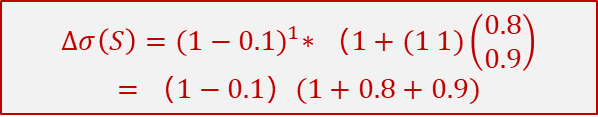 Δσ(S) = (1 − 0.1)¹∗ (1 + (1 1)(0.8 0.9)
= (1 − 0.1) (1 + 0.8 + 0.9)